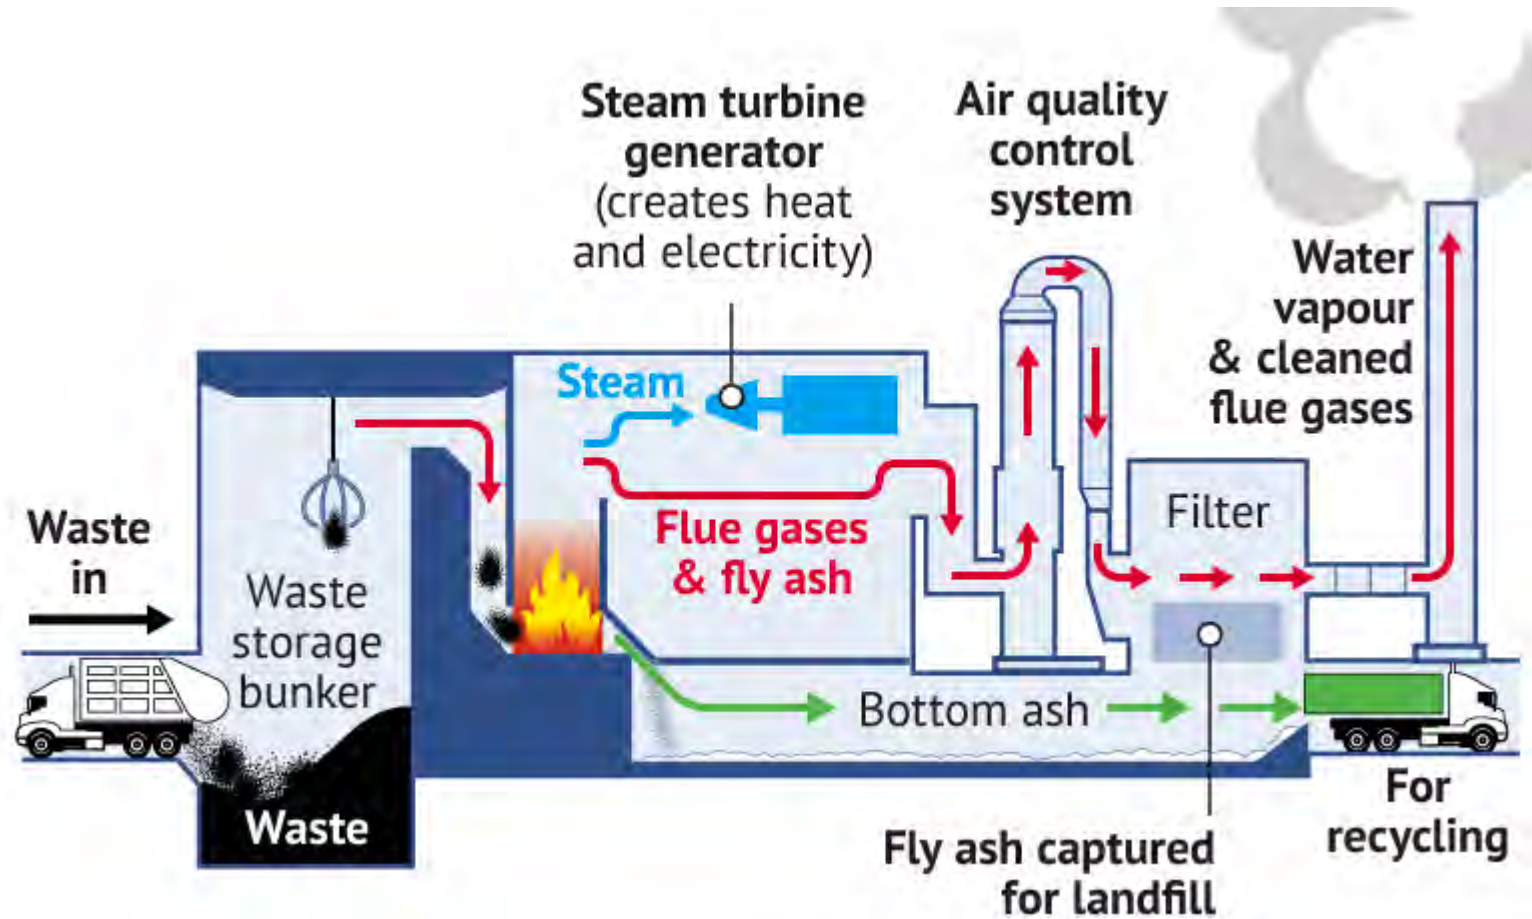 Steam turbine
generator
(creates heat
and electricity)
Air quality
control
system
Water
vapour
& cleaned
flue gases
Steam
Flue gases
& fly ash
Filter
Waste
in
Waste
storage
bunker
Waste
Bottom ash
Fly ash captured
for landfill
For
recycling